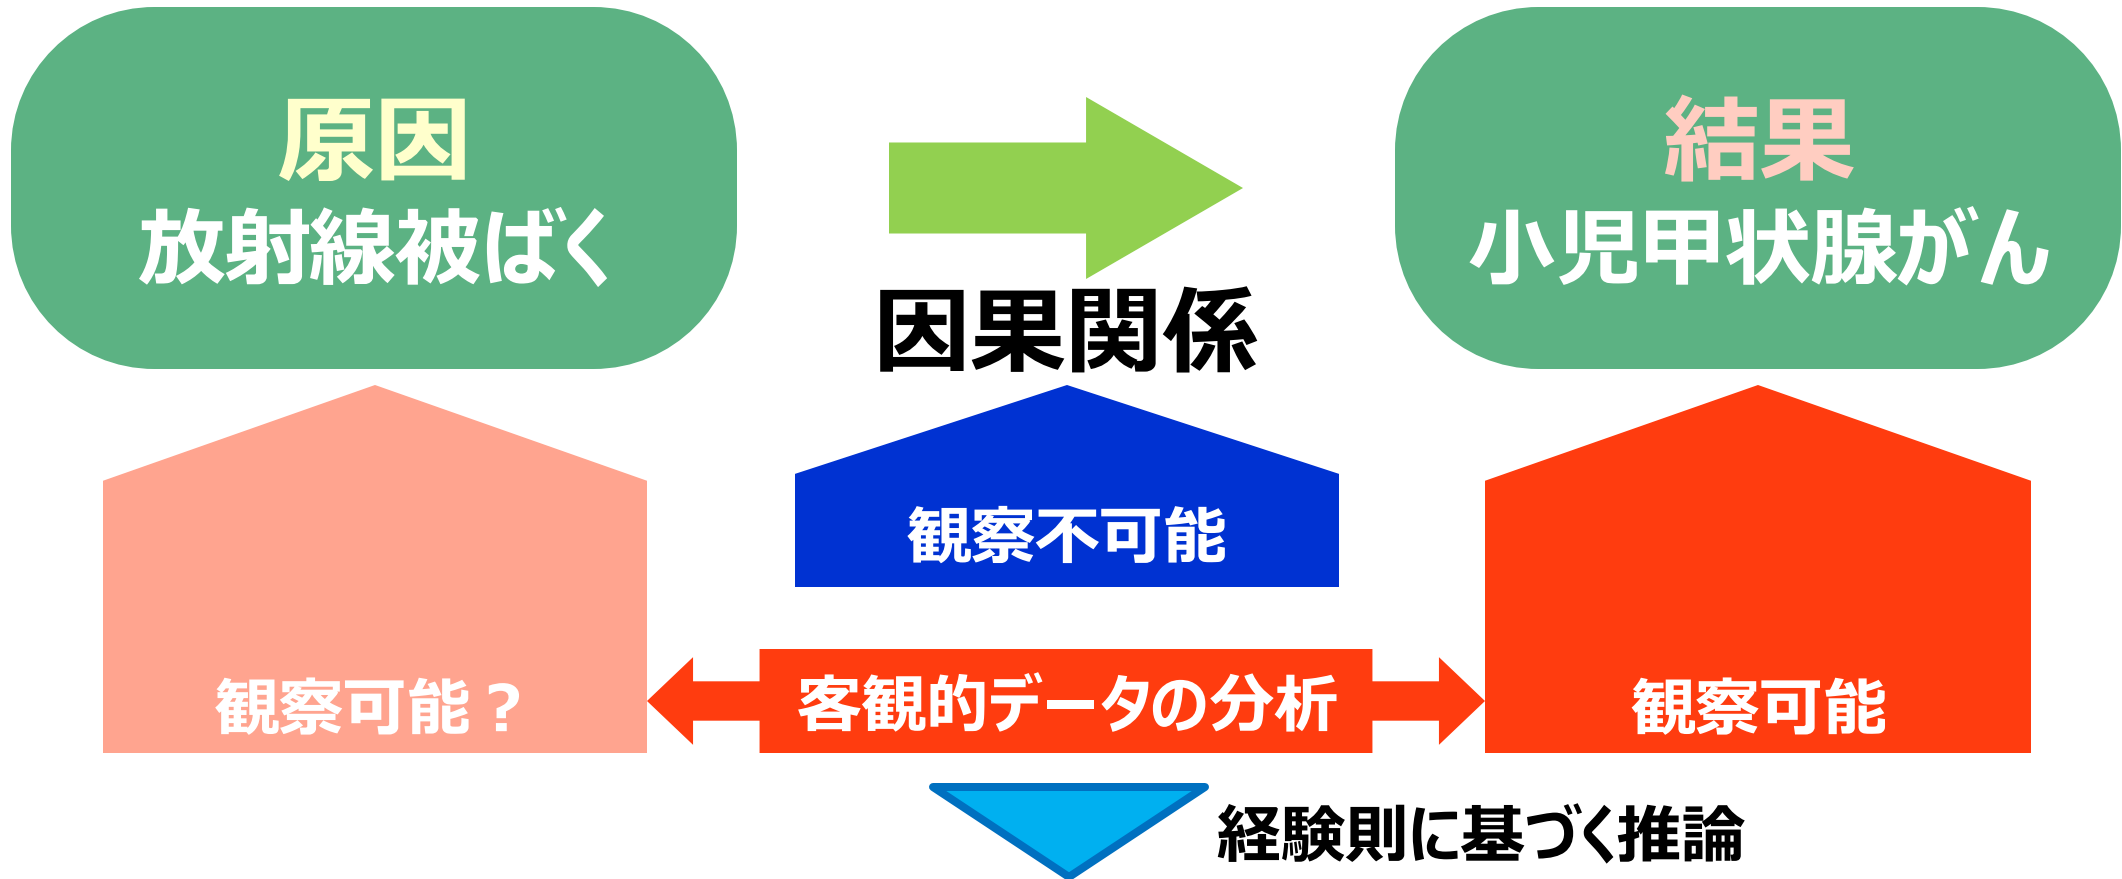 原因
放射線被ばく
因果関係
結果
小児甲状腺がん
観察可能？
観察不可能
観察可能
客観的データの分析
経験則に基づく推論